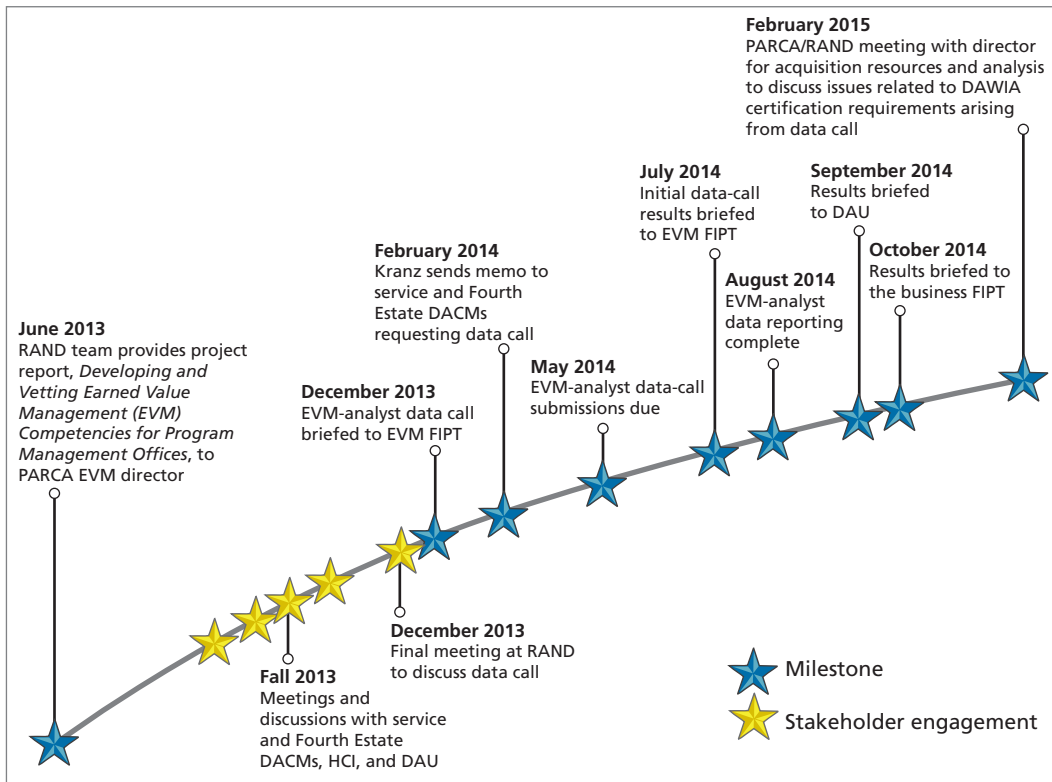 June 2013
RAND team provides project
report, Developing and
Vetting Earned Value
Management (EVM)
Competencies for Program
Management Offices, to
PARCA EVM director
Fall 2013
Meetings and
discussions with service
and Fourth Estate
DACMs, HCI, and DAU
December 2013
Final meeting at RAND
to discuss data call
December 2013
EVM-analyst data call
briefed to EVM FIPT
February 2014
Kranz sends memo to
service and Fourth
Estate DACMs
requesting data call
May 2014
EVM-analyst data-call
submissions due
July 2014
Initial data-call
results briefed
to EVM FIPT
August 2014
EVM-analyst
data reporting
complete
September 2014
Results briefed
to DAU
October 2014
Results briefed to
the business FIPT
February 2015
PARCA/RAND meeting with director
for acquisition resources and analysis
to discuss issues related to DAWIA
certification requirements arising
from data call
Milestone
Stakeholder engagement